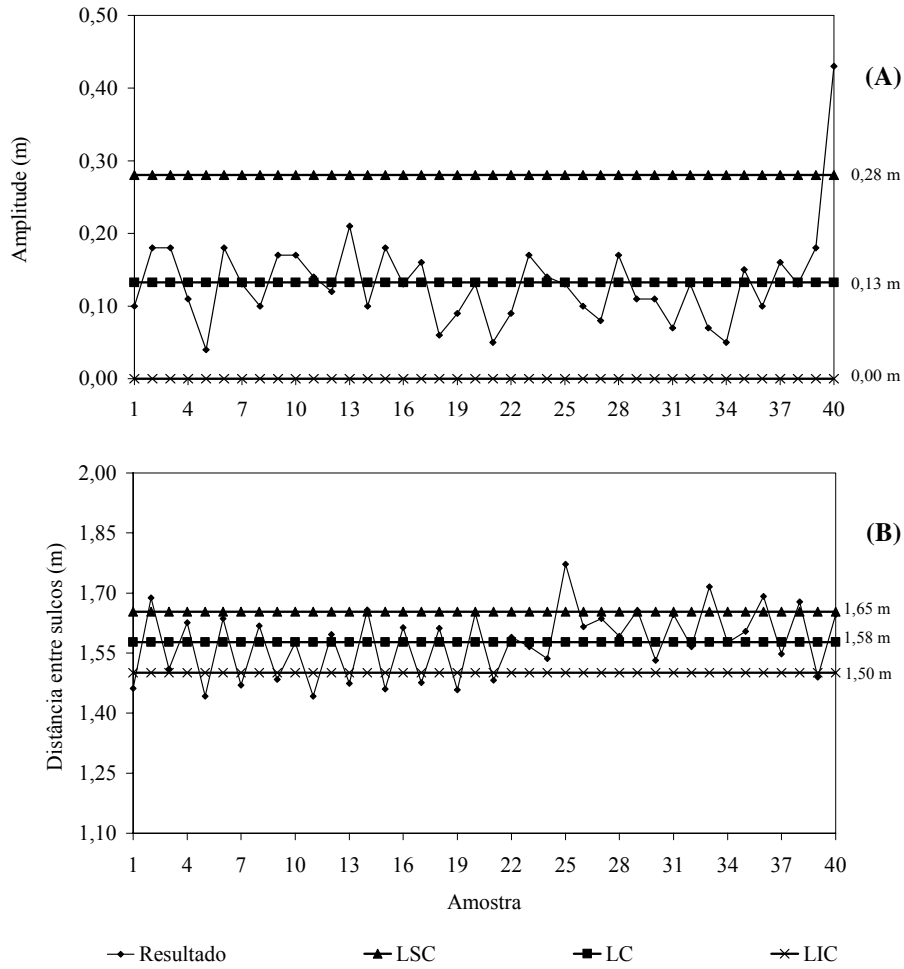 0,50
0,40
0,30
0,20
0,10
0,00
Amplitude (m)
(A)
0,28 m
0,13 m
0,00 m
1 4 7 10 13 16 19 22 25 28 31 34 37 40
2,00
1,85
1,70
1,55
1,40
1,25
1,10
Distância entre sulcos (m)
(B)
1,65 m
1,58 m
1,50 m
1 4 7 10 13 16 19 22 25 28 31 34 37 40
Amostra
Resultado LSC LC LIC